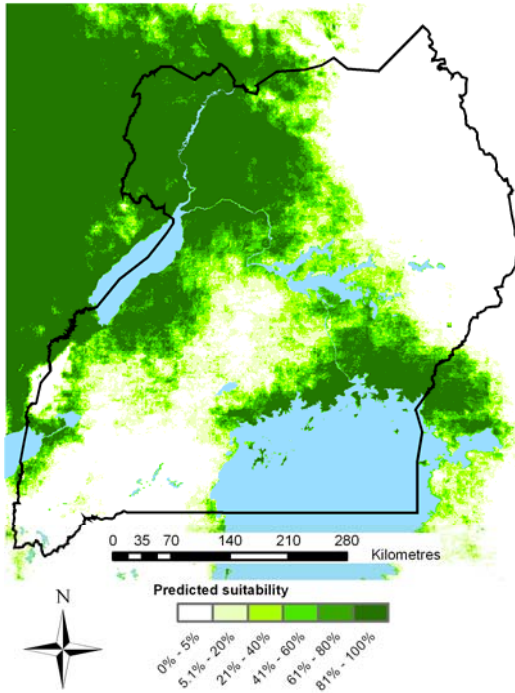 0 35 70 140 210 280
Kilometres
Predicted suitability
N
0% - 5%
5.1% - 20%
21% - 40%
41% - 60%
61% - 80%
81% - 100%